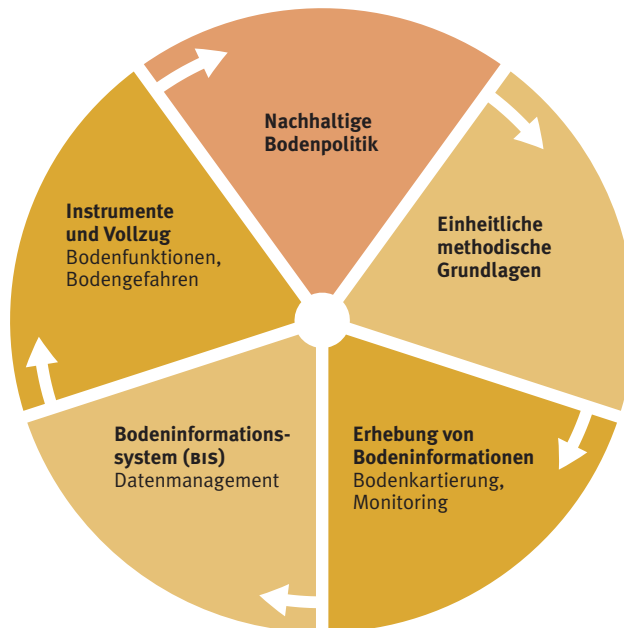 Nachhaltige
Bodenpolitik
Einheitliche
methodische
Grundlagen
Erhebung von
Bodeninformationen
Bodenkartierung,
Monitoring
Bodeninformations-
system (BIS)
Datenmanagement
Instrumente
und Vollzug
Bodenfunktionen,
Bodengefahren